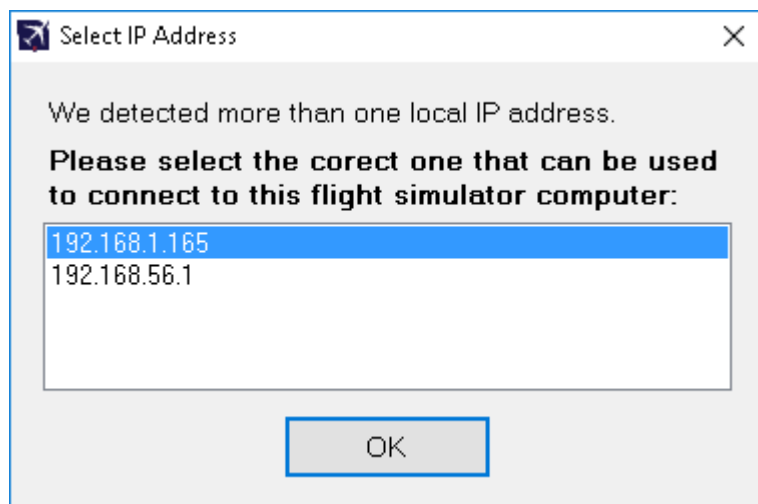 Select IP Address
We detected more than one local IP address.
Please select the corect one that can be used
to connect to this flight simulator computer:
192.168.1.165
192.168.56.1
OK